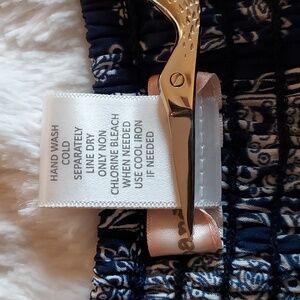 HAND WASH
COLD
SEPARATELY
LINE DRY
ONLY NON
CHLORINE BLEACH
WHEN NEEDED
USE COOL IRON
IF NEEDED